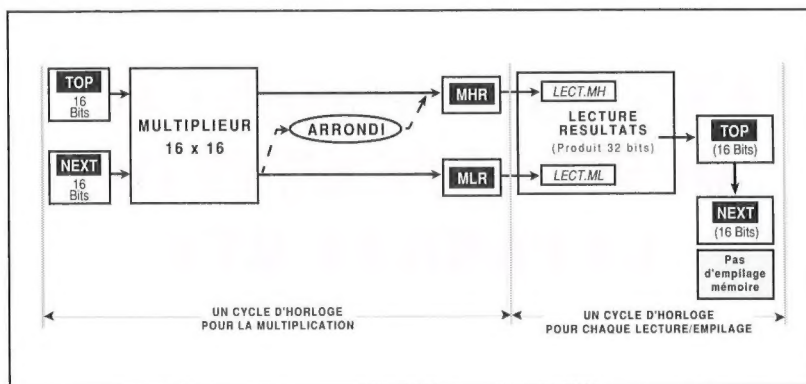 TOP
16
Bits
NEXT
16
Bits
MULTIPLIEUR
16 x 16
ARRONDI
MHR
MLR
LECT.MH
LECTURE
RESULTATS
(Produit 32 bits)
LECT.ML
TOP
(16 Bits)
NEXT
(16 Bits)
Pas
d'empilage
mémoire
UN CYCLE D'HORLOGE
POUR LA MULTIPLICATION
UN CYCLE D'HORLOGE
POUR CHAQUE LECTURE/EMPILAGE